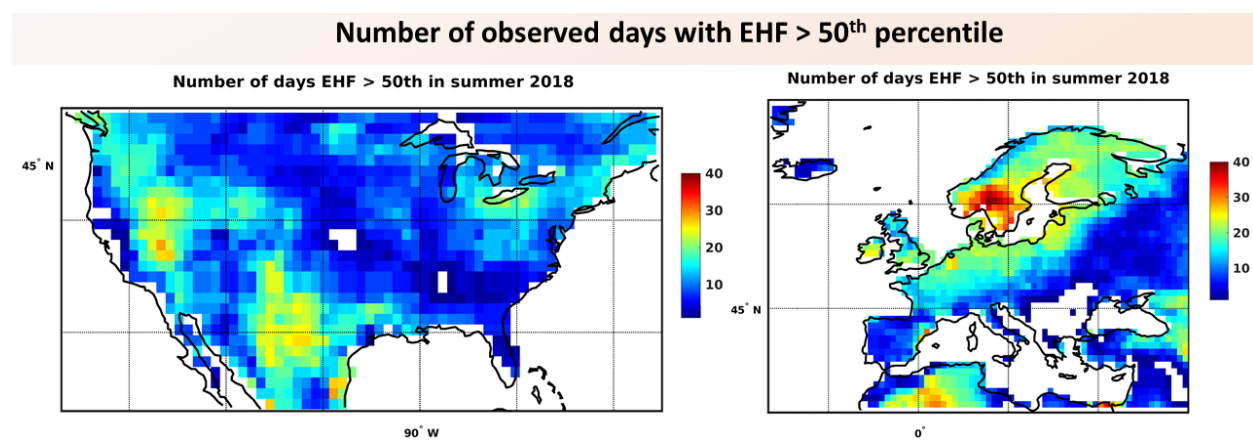 Number of observed days with EHF > 50th percentile
Number of days EHF > 50th in summer 2018
45° N
90° W
40
30
20
10
Number of days EHF > 50th in summer 2018
45° N
0°
40
30
20
10